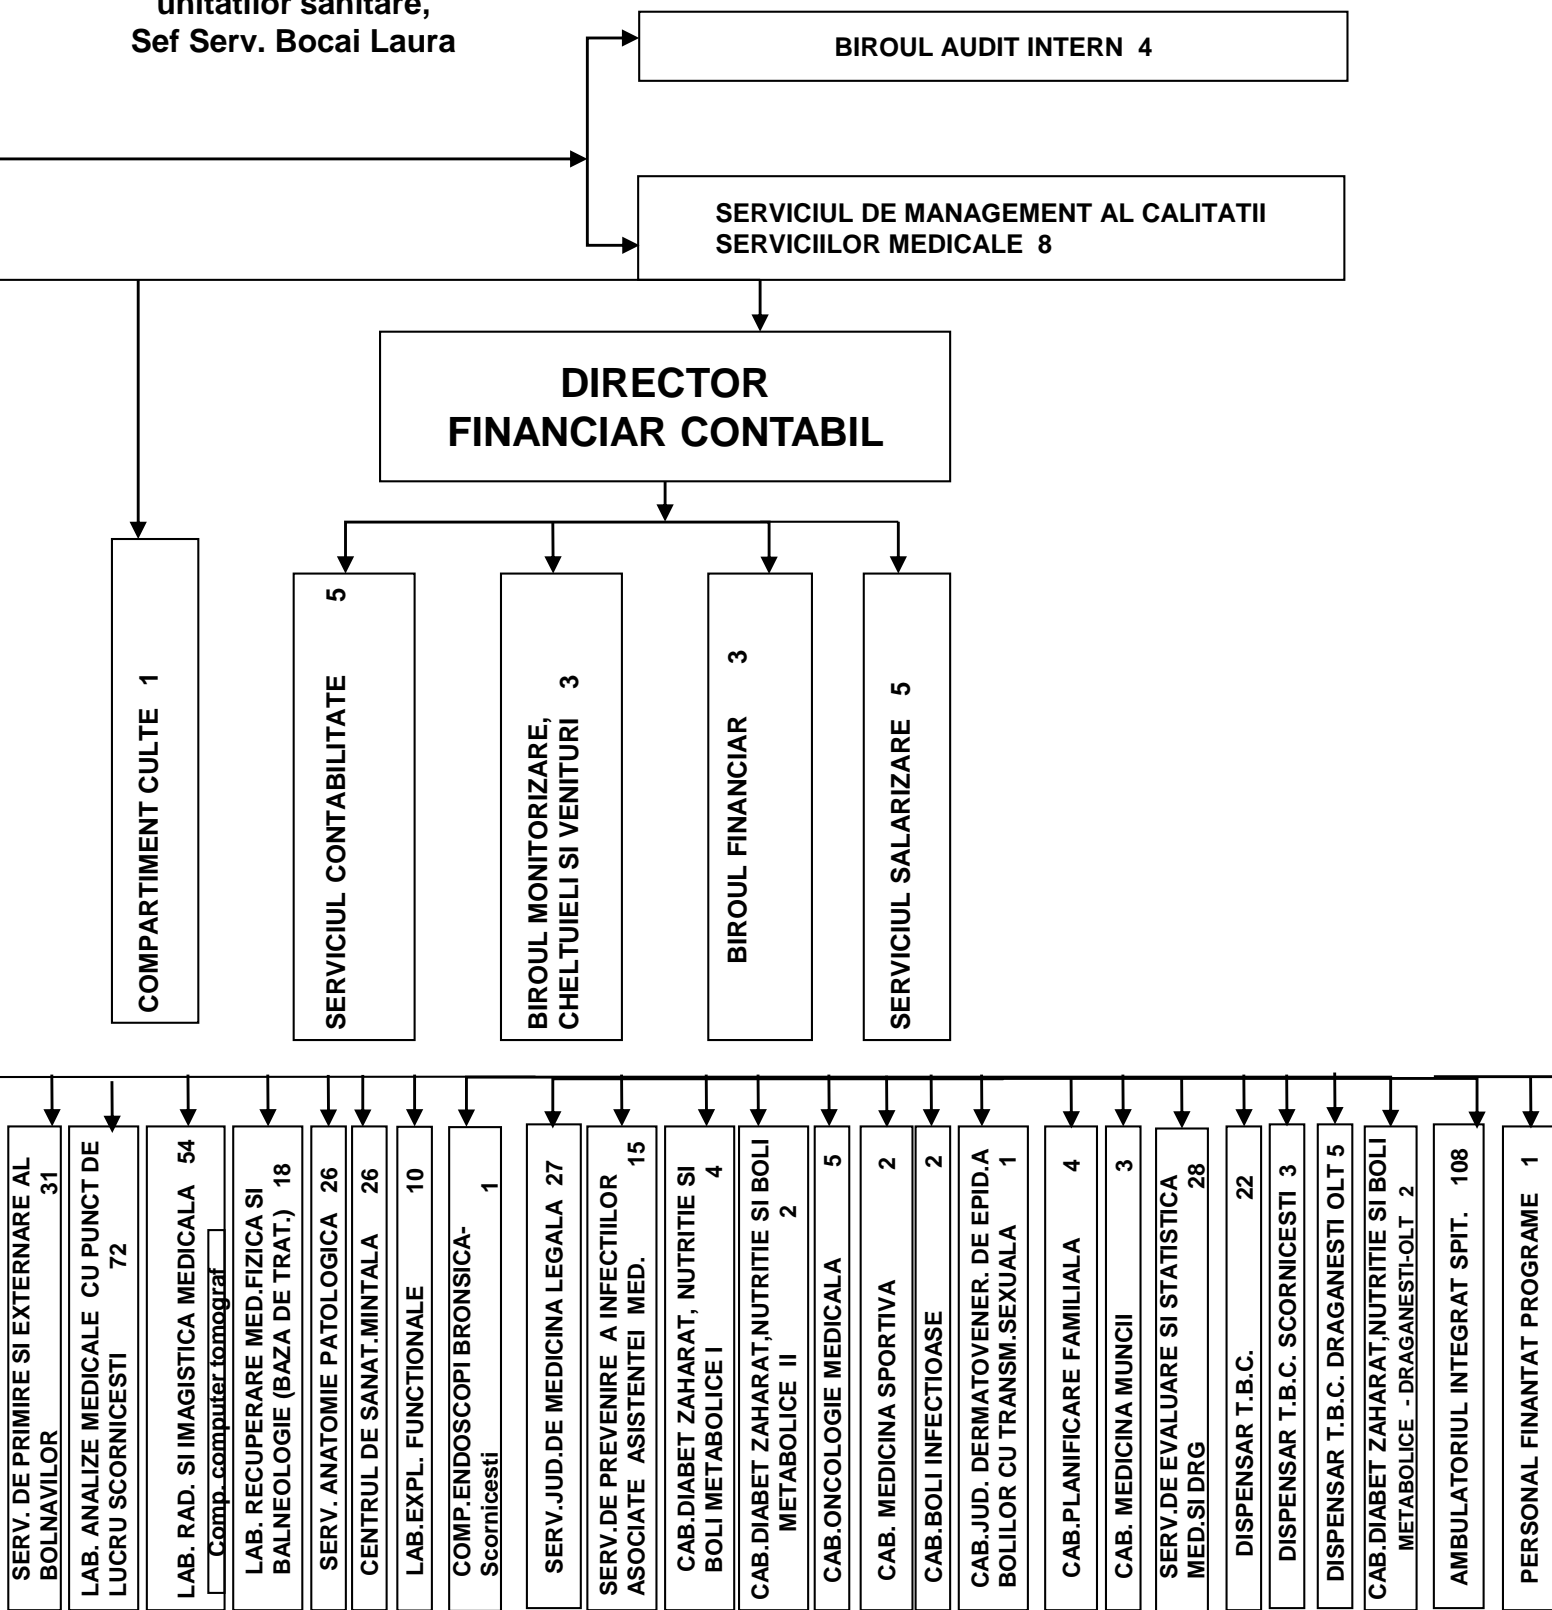 unitatilor sanitare,
Sef Serv. Bocai Laura
BIROUL AUDIT INTERN 4
SERVICIUL DE MANAGEMENT AL CALITATII
SERVICIILOR MEDICALE 8
DIRECTOR
FINANCIAR CONTABIL
COMPARTIMENT CULTE 1
SERVICIUL CONTABILITATE 5
BIROUL MONITORIZARE,
CHELTUIELI SI VENITURI 3
BIROUL FINANCIAR 3
SERVICIUL SALARIZARE 5
SERV. DE PRIMIRE SI EXTERNARE AL
BOLNAVILOR 31
LAB. ANALIZE MEDICALE CU PUNCT DE
LUCRU SCORNICESTI 72
LAB. RAD. SI IMAGISTICA MEDICALA 54
Comp. computer tomograf
LAB. RECUPERARE MED.FIZICA SI
BALNEOLOGIE (BAZA DE TRAT.) 18
SERV. ANATOMIE PATOLOGICA 26
CENTRUL DE SANAT.MINTALA 26
LAB.EXPL. FUNCTIONALE 10
COMP.ENDOSCOPI BRONSICA-
Scornicesti 1
SERV.JUD.DE MEDICINA LEGALA 27
SERV.DE PREVENIRE A INFECTIILOR
ASOCIATE ASISTENTEI MED. 15
CAB.DIABET ZAHARAT, NUTRITIE SI
BOLI METABOLICE I 4
CAB.DIABET ZAHARAT,NUTRITIE SI BOLI
METABOLICE II 2
CAB.ONCOLOGIE MEDICALA 5
CAB. MEDICINA SPORTIVA 2
CAB.BOLI INFECTIOASE 2
CAB.JUD. DERMATOVENER. DE EPID.A
BOLILOR CU TRANSM.SEXUALA 1
CAB.PLANIFICARE FAMILIALA 4
CAB. MEDICINA MUNCII 3
SERV.DE EVALUARE SI STATISTICA
MED.SI DRG 28
DISPENSAR T.B.C. 22
DISPENSAR T.B.C. SCORNICESTI 3
DISPENSAR T.B.C. DRAGANESTI OLT 5
CAB.DIABET ZAHARAT,NUTRITIE SI BOLI
METABOLICE - DRAGANESTI-OLT 2
AMBULATORIUL INTEGRAT SPIT. 108
PERSONAL FINANTAT PROGRAME 1